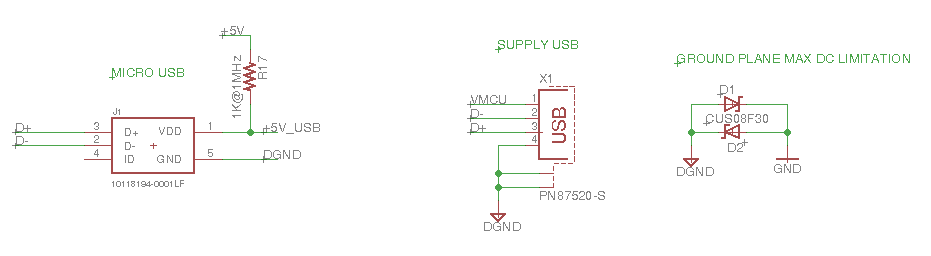 +5V
SUPPLY USB
GROUND PLANE MAX DC LIMITATION
MICRO USB
1K@1MHz
R17
X1
D1
J1
VMCU
1
D+
3
D+
VDD
1
+5V_USB
D-
2
CUS08F30
D-
2
D-
D+
3
USB
D2
4
ID
GND
5
DGND
4
10118194-0001LF
PN87520-S
DGND
GND
DGND